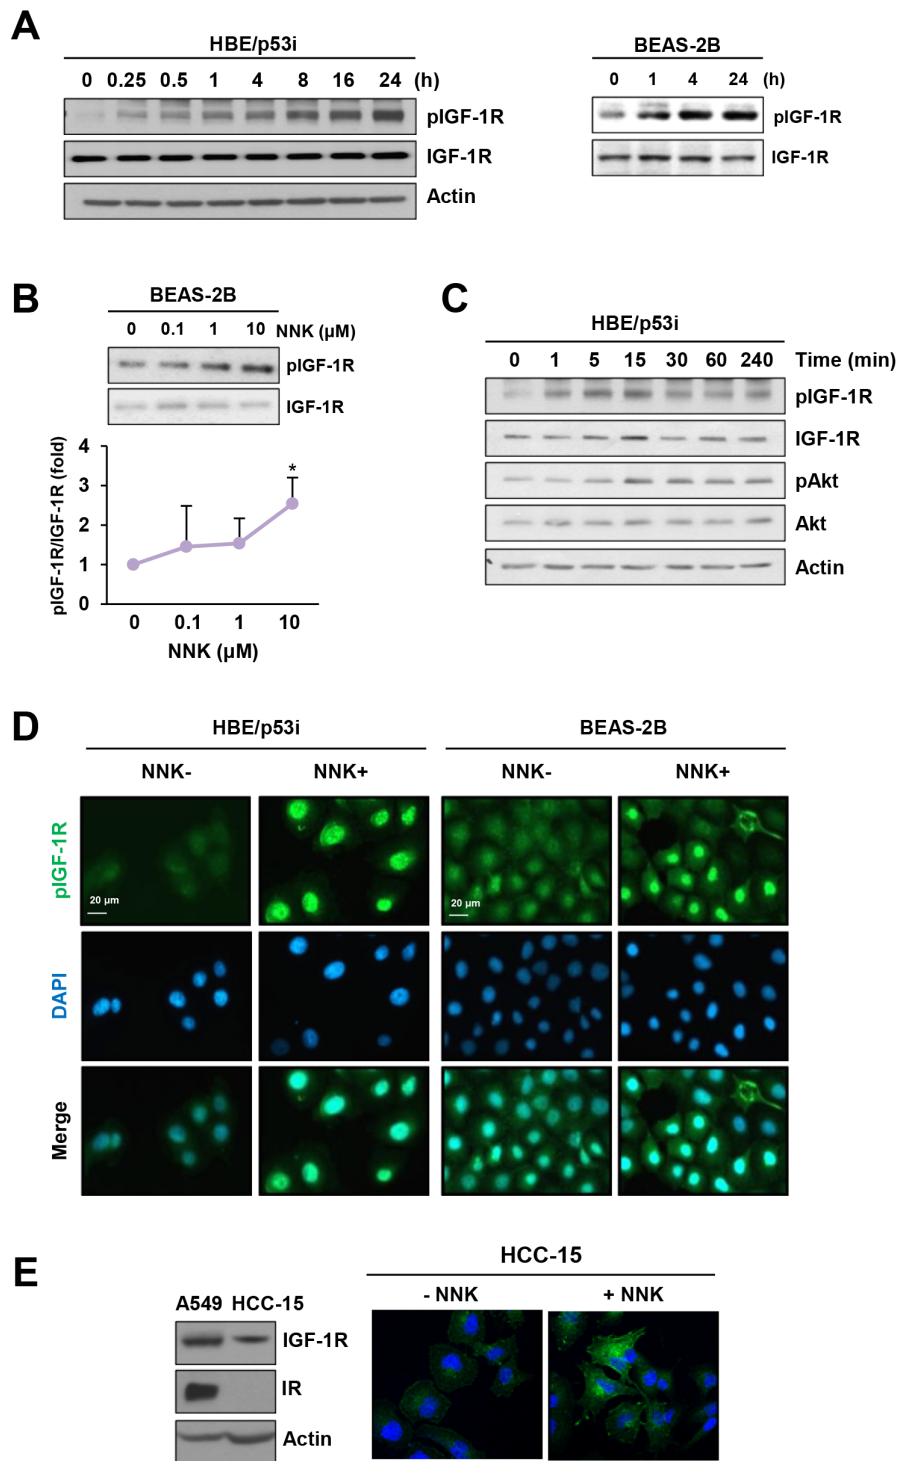 A
HBE/p53i
0 0.25 0.5 1 4 8 16 24 (h)
pIGF-1R
IGF-1R
Actin
BEAS-2B
0 1 4 24 (h)
pIGF-1R
IGF-1R
B
BEAS-2B
0 0.1 1 10 NNK (µM)
pIGF-1R
IGF-1R
pIGF-1R/IGF-1R (fold)
4
3
2
1
0
*
0 0.1 1 10
NNK (µM)
C
HBE/p53i
0 1 5 15 30 60 240 Time (min)
pIGF-1R
IGF-1R
pAkt
Akt
Actin
D
HBE/p53i BEAS-2B
NNK- NNK+ NNK- NNK+
pIGF-1R
20 µm
20 µm
DAPI
Merge
E
A549 HCC-15
IGF-1R
IR
Actin
HCC-15
- NNK + NNK